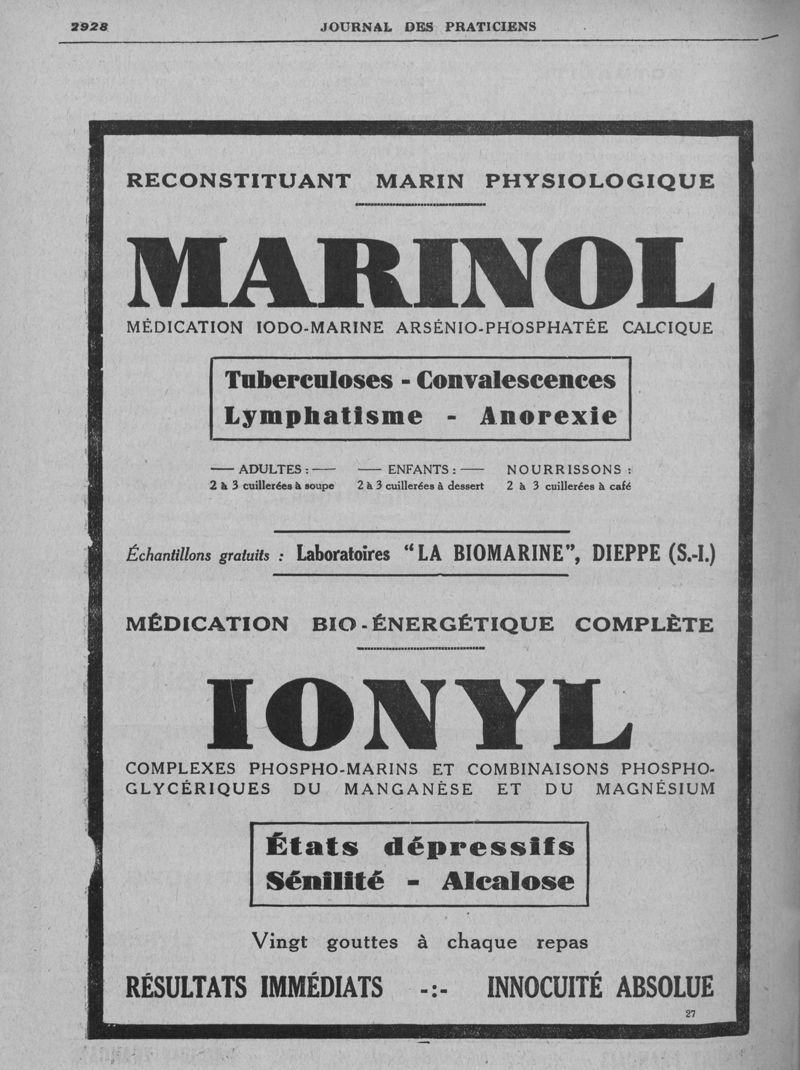 2928
JOURNAL DES PRATICIENS
RECONSTITUANT MARIN PHYSIOLOGIQUE
MARINOL
MÉDICATION IODO-MARINE ARSÉNIO-PHOSPHATÉE CALCIQUE
Tuberculoses - Convalescences
Lymphatisme - Anorexie
— ADULTES : —
2 à 3 cuillerées à soupe
— ENFANTS : —
2 à 3 cuillerées à dessert
NOURRISSONS :
2 à 3 cuillerées à café
Échantillons gratuits : Laboratoires “LA BIOMARINE”, DIEPPE (S.-I.)
MÉDICATION BIO-ÉNERGÉTIQUE COMPLÈTE
IONYL
COMPLEXES PHOSPHO-MARINS ET COMBINAISONS PHOSPHO-
GLYCÉRIQUES DU MANGANÈSE ET DU MAGNÉSIUM
États dépressifs
Sénilité - Alcalose
Vingt gouttes à chaque repas
RÉSULTATS IMMÉDIATS -:- INNOCUITÉ ABSOLUE
27